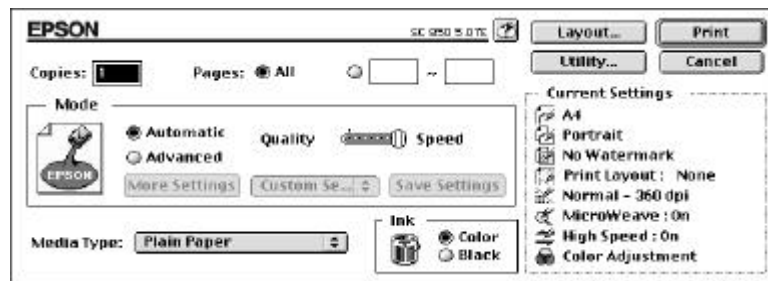 EPSON
SC 950 5.07E
Layout...
Print
Utility...
Cancel
Copies: 1
Pages: All
~
Mode
Automatic
Advanced
Quality
Speed
EPSON
More Settings
Custom Se...
Save Settings
Media Type: Plain Paper
Ink
Color
Black
Current Settings
A4
Portrait
No Watermark
Print Layout : None
Normal - 360 dpi
MicroWeave : On
High Speed : On
Color Adjustment